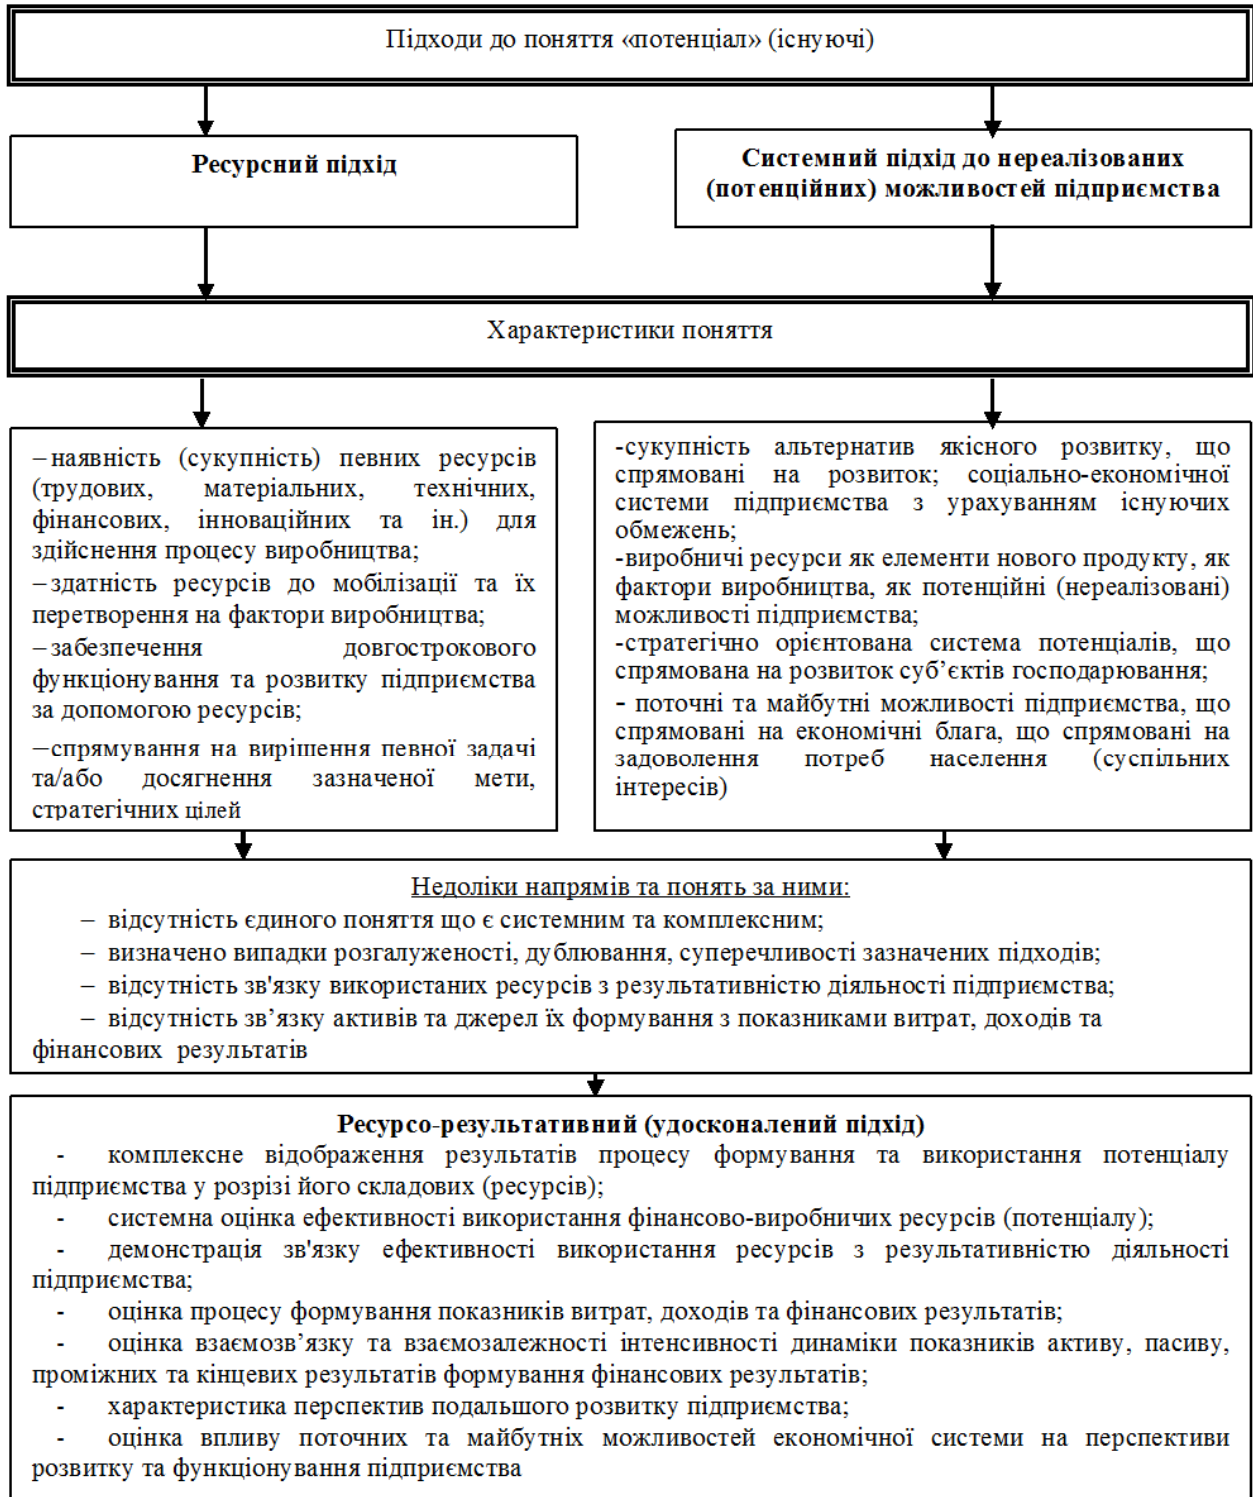 Підходи до поняття «потенціал» (існуючі)
Ресурсний підхід
Системний підхід до нереалізованих
(потенційних) можливостей підприємства
Характеристики поняття
–наявність (сукупність) певних ресурсів
(трудових, матеріальних, технічних,
фінансових, інноваційних та ін.) для
здійснення процесу виробництва;
–здатність ресурсів до мобілізації та їх
перетворення на фактори виробництва;
–забезпечення довгострокового
функціонування та розвитку підприємства
за допомогою ресурсів;
–спрямування на вирішення певної задачі
та/або досягнення зазначеної мети,
стратегічних цілей
-сукупність альтернатив якісного розвитку, що
спрямовані на розвиток; соціально-економічної
системи підприємства з урахуванням існуючих
обмежень;
-виробничі ресурси як елементи нового продукту, як
фактори виробництва, як потенційні (нереалізовані)
можливості підприємства;
-стратегічно орієнтована система потенціалів, що
спрямована на розвиток суб’єктів господарювання;
- поточні та майбутні можливості підприємства, що
спрямовані на економічні блага, що спрямовані на
задоволення потреб населення (суспільних
інтересів)
Недоліки напрямів та понять за ними:
– відсутність єдиного поняття що є системним та комплексним;
– визначено випадки розгалуженості, дублювання, суперечливості зазначених підходів;
– відсутність зв'язку використаних ресурсів з результативністю діяльності підприємства;
– відсутність зв’язку активів та джерел їх формування з показниками витрат, доходів та
фінансових результатів
Ресурсо-результативний (удосконалений підхід)
- комплексне відображення результатів процесу формування та використання потенціалу
підприємства у розрізі його складових (ресурсів);
- системна оцінка ефективності використання фінансово-виробничих ресурсів (потенціалу);
- демонстрація зв'язку ефективності використання ресурсів з результативністю діяльності
підприємства;
- оцінка процесу формування показників витрат, доходів та фінансових результатів;
- оцінка взаємозв’язку та взаємозалежності інтенсивності динаміки показників активу, пасиву,
проміжних та кінцевих результатів формування фінансових результатів;
- характеристика перспектив подальшого розвитку підприємства;
- оцінка впливу поточних та майбутніх можливостей економічної системи на перспективи
розвитку та функціонування підприємства